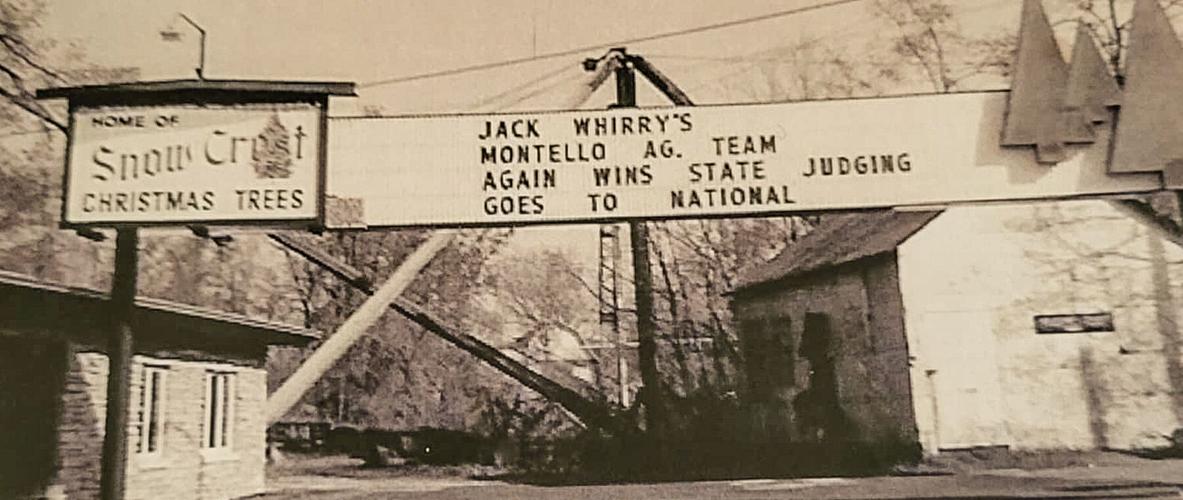 HOME OF
Snow Crest
CHRISTMAS TREES
JACK WHIRRY'S
MONTELLO AG. TEAM
AGAIN WINS STATE JUDGING
GOES TO NATIONAL